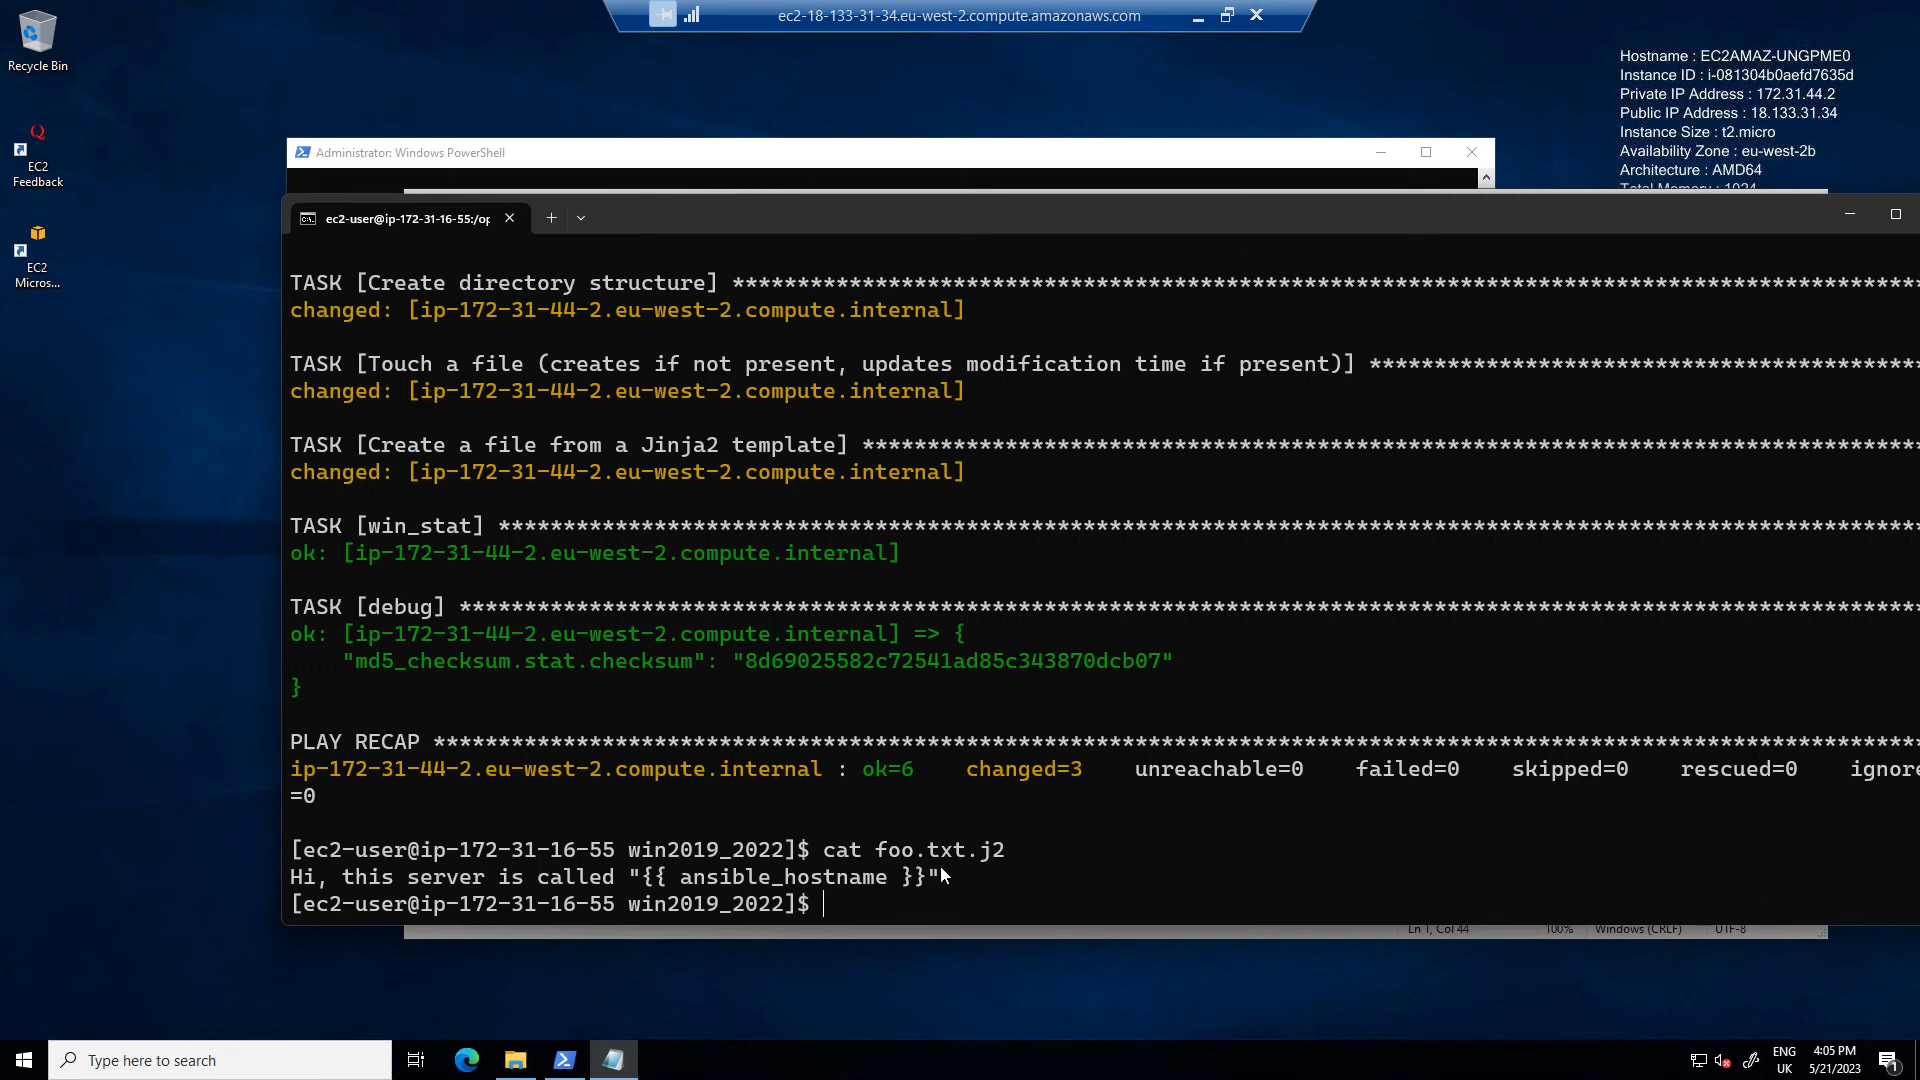 ec2-18-133-31-34.eu-west-2.compute.amazonaws.com
Recycle Bin
EC2
Feedback
EC2
Micros...
Hostname : EC2AMAZ-UNGPME0
Instance ID : i-081304b0aefd7635d
Private IP Address : 172.31.44.2
Public IP Address : 18.133.31.34
Instance Size : t2.micro
Availability Zone : eu-west-2b
Architecture : AMD64
Total Memory : 1024
Administrator: Windows PowerShell
ec2-user@ip-172-31-16-55:/op
TASK [Create directory structure] *******************************************************************************************
changed: [ip-172-31-44-2.eu-west-2.compute.internal]
TASK [Touch a file (creates if not present, updates modification time if present)] *******************************************
changed: [ip-172-31-44-2.eu-west-2.compute.internal]
TASK [Create a file from a Jinja2 template] *********************************************************************************
changed: [ip-172-31-44-2.eu-west-2.compute.internal]
TASK [win_stat] *************************************************************************************************************
ok: [ip-172-31-44-2.eu-west-2.compute.internal]
TASK [debug] ****************************************************************************************************************
ok: [ip-172-31-44-2.eu-west-2.compute.internal] => {
"md5_checksum.stat.checksum": "8d69025582c72541ad85c343870dcb07"
}
PLAY RECAP ******************************************************************************************************************
ip-172-31-44-2.eu-west-2.compute.internal : ok=6 changed=3 unreachable=0 failed=0 skipped=0 rescued=0 ignore
=0
[ec2-user@ip-172-31-16-55 win2019_2022]$ cat foo.txt.j2
Hi, this server is called "{{ ansible_hostname }}"
[ec2-user@ip-172-31-16-55 win2019_2022]$
Ln 1, Col 44 100% Windows (CRLF) UTF-8
Type here to search
ENG
UK
4:05 PM
5/21/2023
1